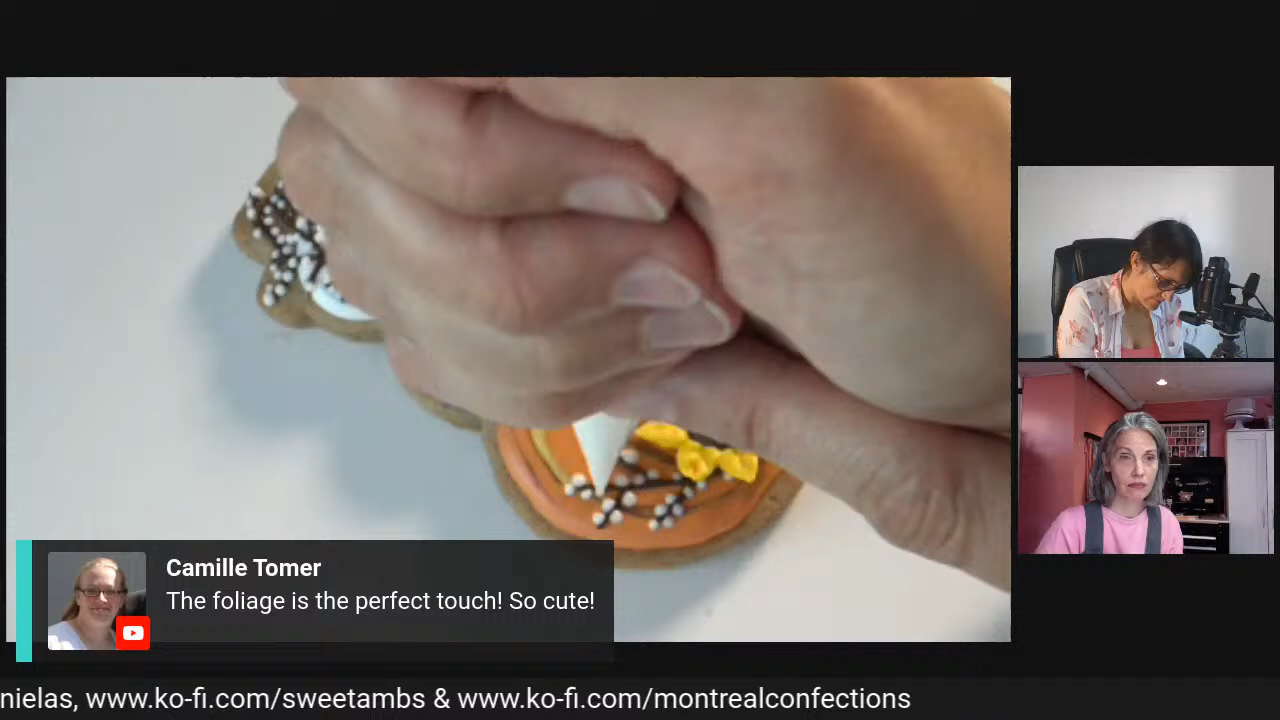 Camille Tomer
The foliage is the perfect touch! So cute!
nielas, www.ko-fi.com/sweetambs & www.ko-fi.com/montrealconfections